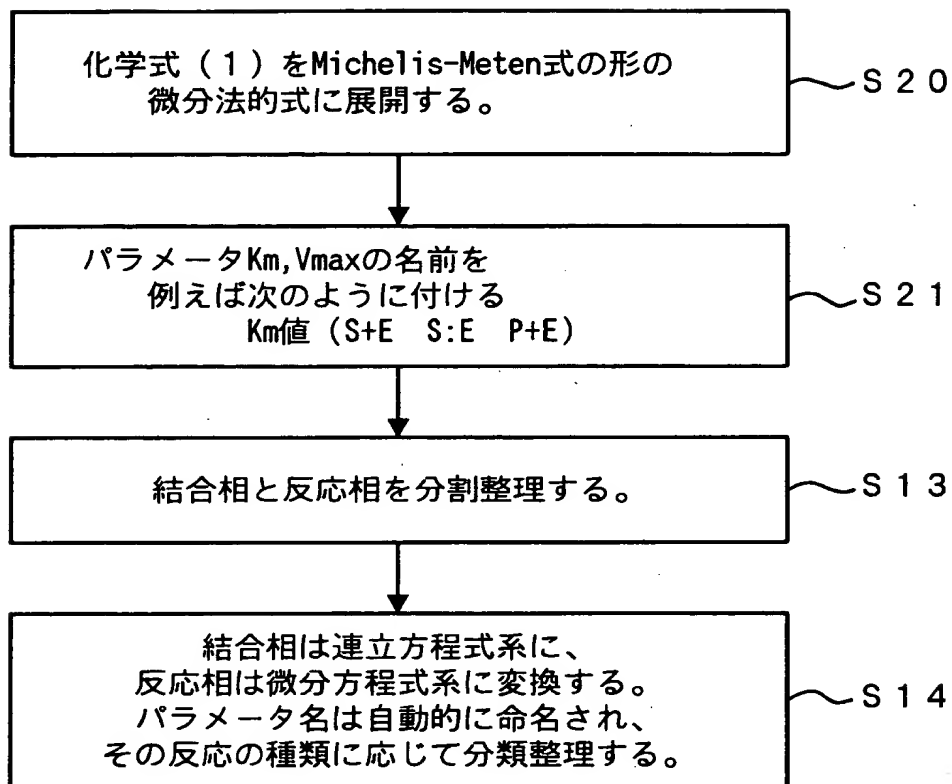 化学式（1）をMichelis-Meten式の形の
微分法的式に展開する。
S20
パラメータKm,Vmaxの名前を
例えば次のように付ける
Km値（S+E　S:E　P+E）
S21
結合相と反応相を分割整理する。
S13
結合相は連立方程式系に、
反応相は微分方程式系に変換する。
パラメータ名は自動的に命名され、
その反応の種類に応じて分類整理する。
S14